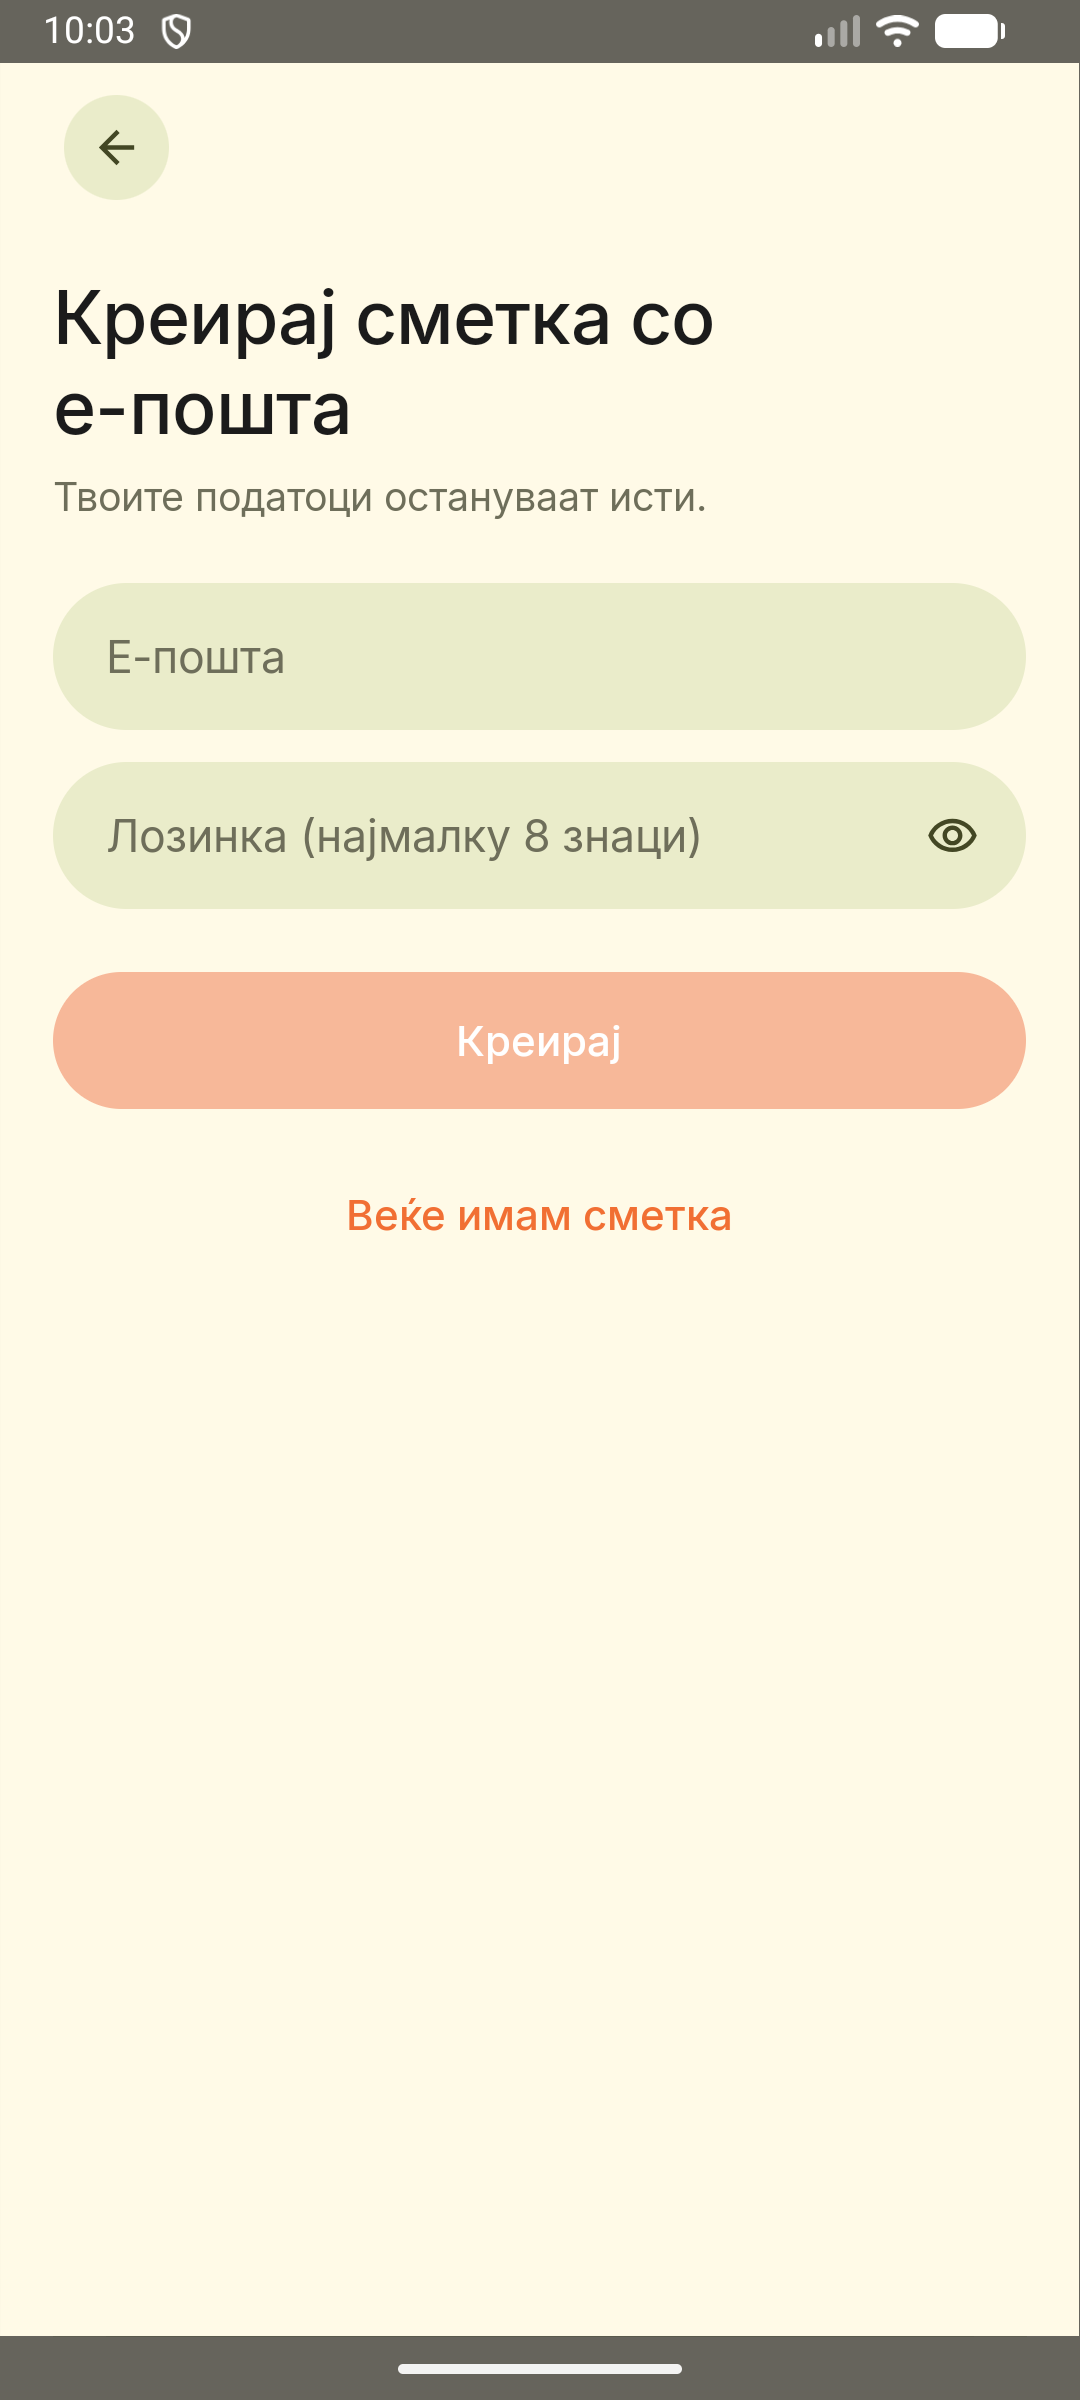 10:03
Креирај сметка со
е-пошта
Твоите податоци остануваат исти.
Е-пошта
Лозинка (најмалку 8 знаци)
Креирај
Веќе имам сметка